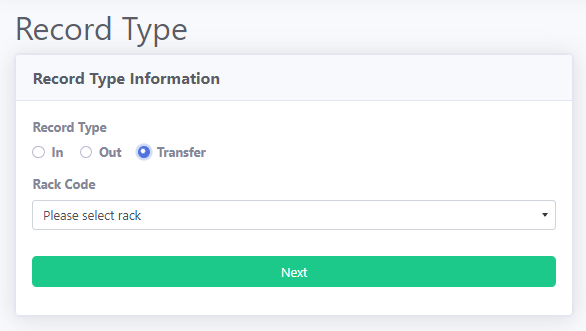 Record Type
Record Type Information
Record Type
In Out Transfer
Rack Code
Please select rack
Next